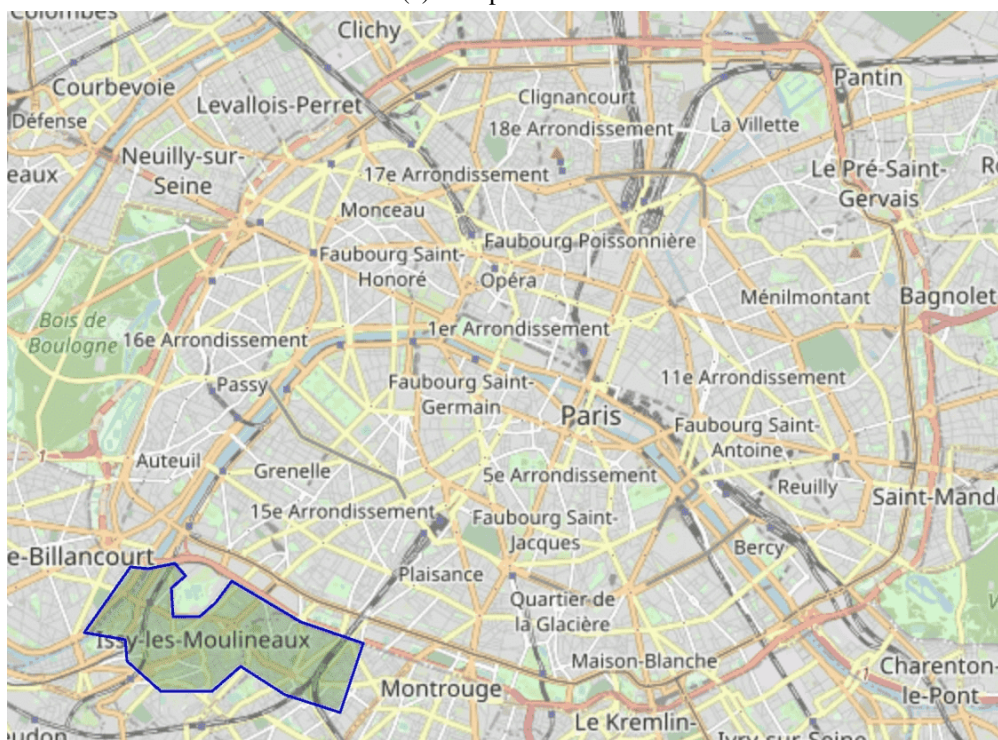 Clichy
Courbevoie
Levallois-Perret
Clignancourt
Pantin
Défense
18e Arrondissement
La Villette
Neuilly-sur-
Seine
17e Arrondissement
Le Pré-Saint-
Gervais
Monceau
Faubourg Poissonnière
Faubourg Saint-
Honoré
Opéra
Ménilmontant
Bagnolet
Bois de
Boulogne
16e Arrondissement
1er Arrondissement
Passy
Faubourg Saint-
Germain
11e Arrondissement
Paris
Faubourg Saint-
Antoine
Auteuil
Grenelle
5e Arrondissement
Reuilly
Saint-Mand
15e Arrondissement
Faubourg Saint-
Jacques
e-Billancourt
Plaisance
Bercy
Quartier de
la Glacière
Issy-les-Moulineaux
Maison-Blanche
Charenton-
le-Pont
Montrouge
Le Kremlin-